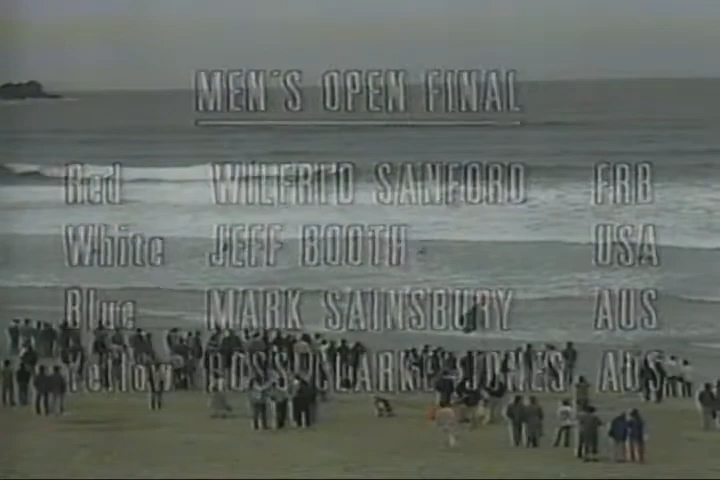 MEN'S OPEN FINAL
Red WILFRID SANFORD FRB
White JEFF BOOTH USA
Blue MARK SAINSBURY AUS
Yellow ROSS CLARKE-JONES AUS